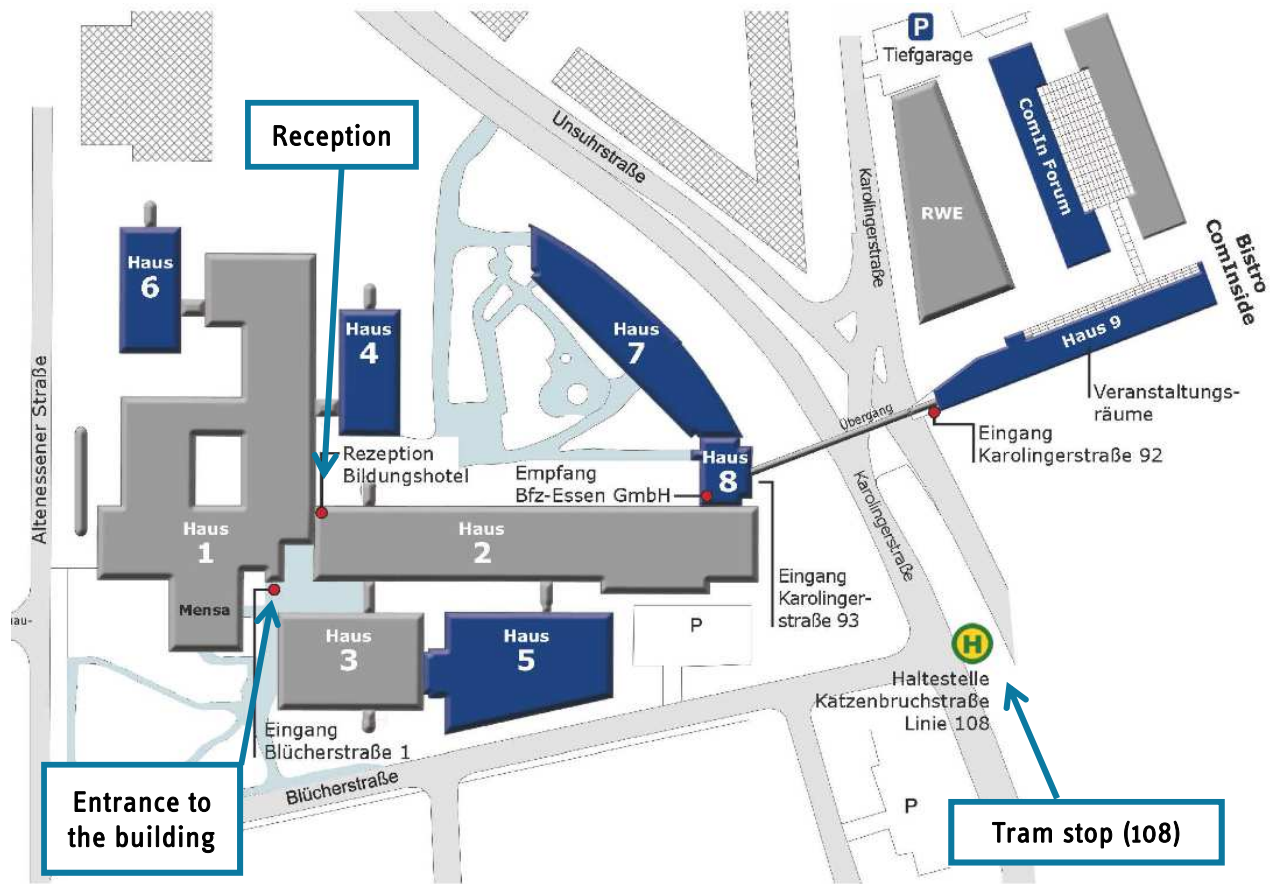 P
Tiefgarage
Reception
Unsuhrstraße
ComIn Forum
Karolingerstraße
RWE
Bistro
ComInside
Haus
6
Haus
4
Haus
7
Haus 9
Altenessener Straße
Veranstaltungs-
räume
Übergang
Eingang
Karolingerstraße 92
Rezeption
Bildungshotel
Empfang
Bfz-Essen GmbH
Haus
8
Karolingerstraße
Haus
1
Haus
2
Eingang
Karolinger-
straße 93
Mensa
nau-
Haus
3
Haus
5
P
H
Haltestelle
Katzenbruchstraße
Linie 108
Eingang
Blücherstraße 1
Blücherstraße
Entrance to
the building
P
Tram stop (108)